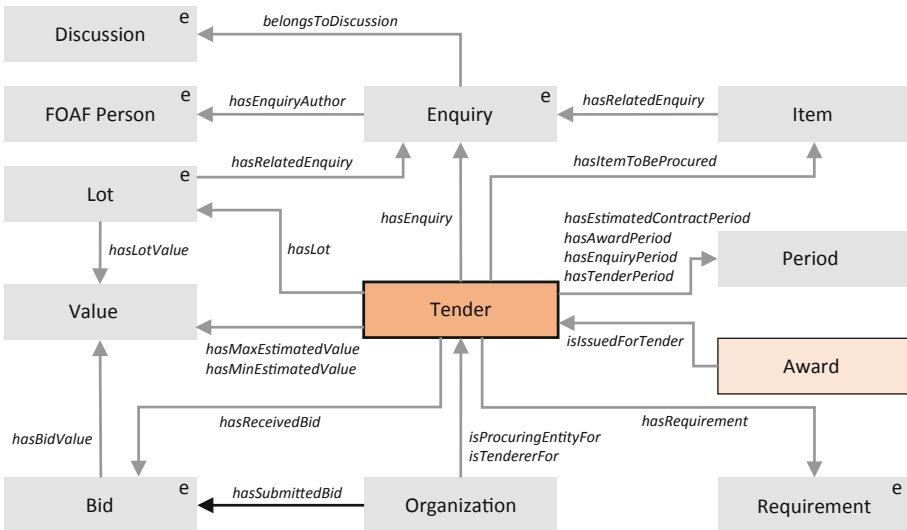 Discussion
e
belongsToDiscussion
FOAF Person
e
hasEnquiryAuthor
Enquiry
e
hasRelatedEnquiry
Item
Lot
e
hasRelatedEnquiry
hasItemToBeProcured
hasEnquiry
hasLotValue
hasLot
hasEstimatedContractPeriod
hasAwardPeriod
hasEnquiryPeriod
hasTenderPeriod
Period
Value
Tender
hasMaxEstimatedValue
hasMinEstimatedValue
isIssuedForTender
Award
hasBidValue
hasReceivedBid
isProcuringEntityFor
isTendererFor
hasRequirement
Bid
e
hasSubmittedBid
Organization
Requirement
e